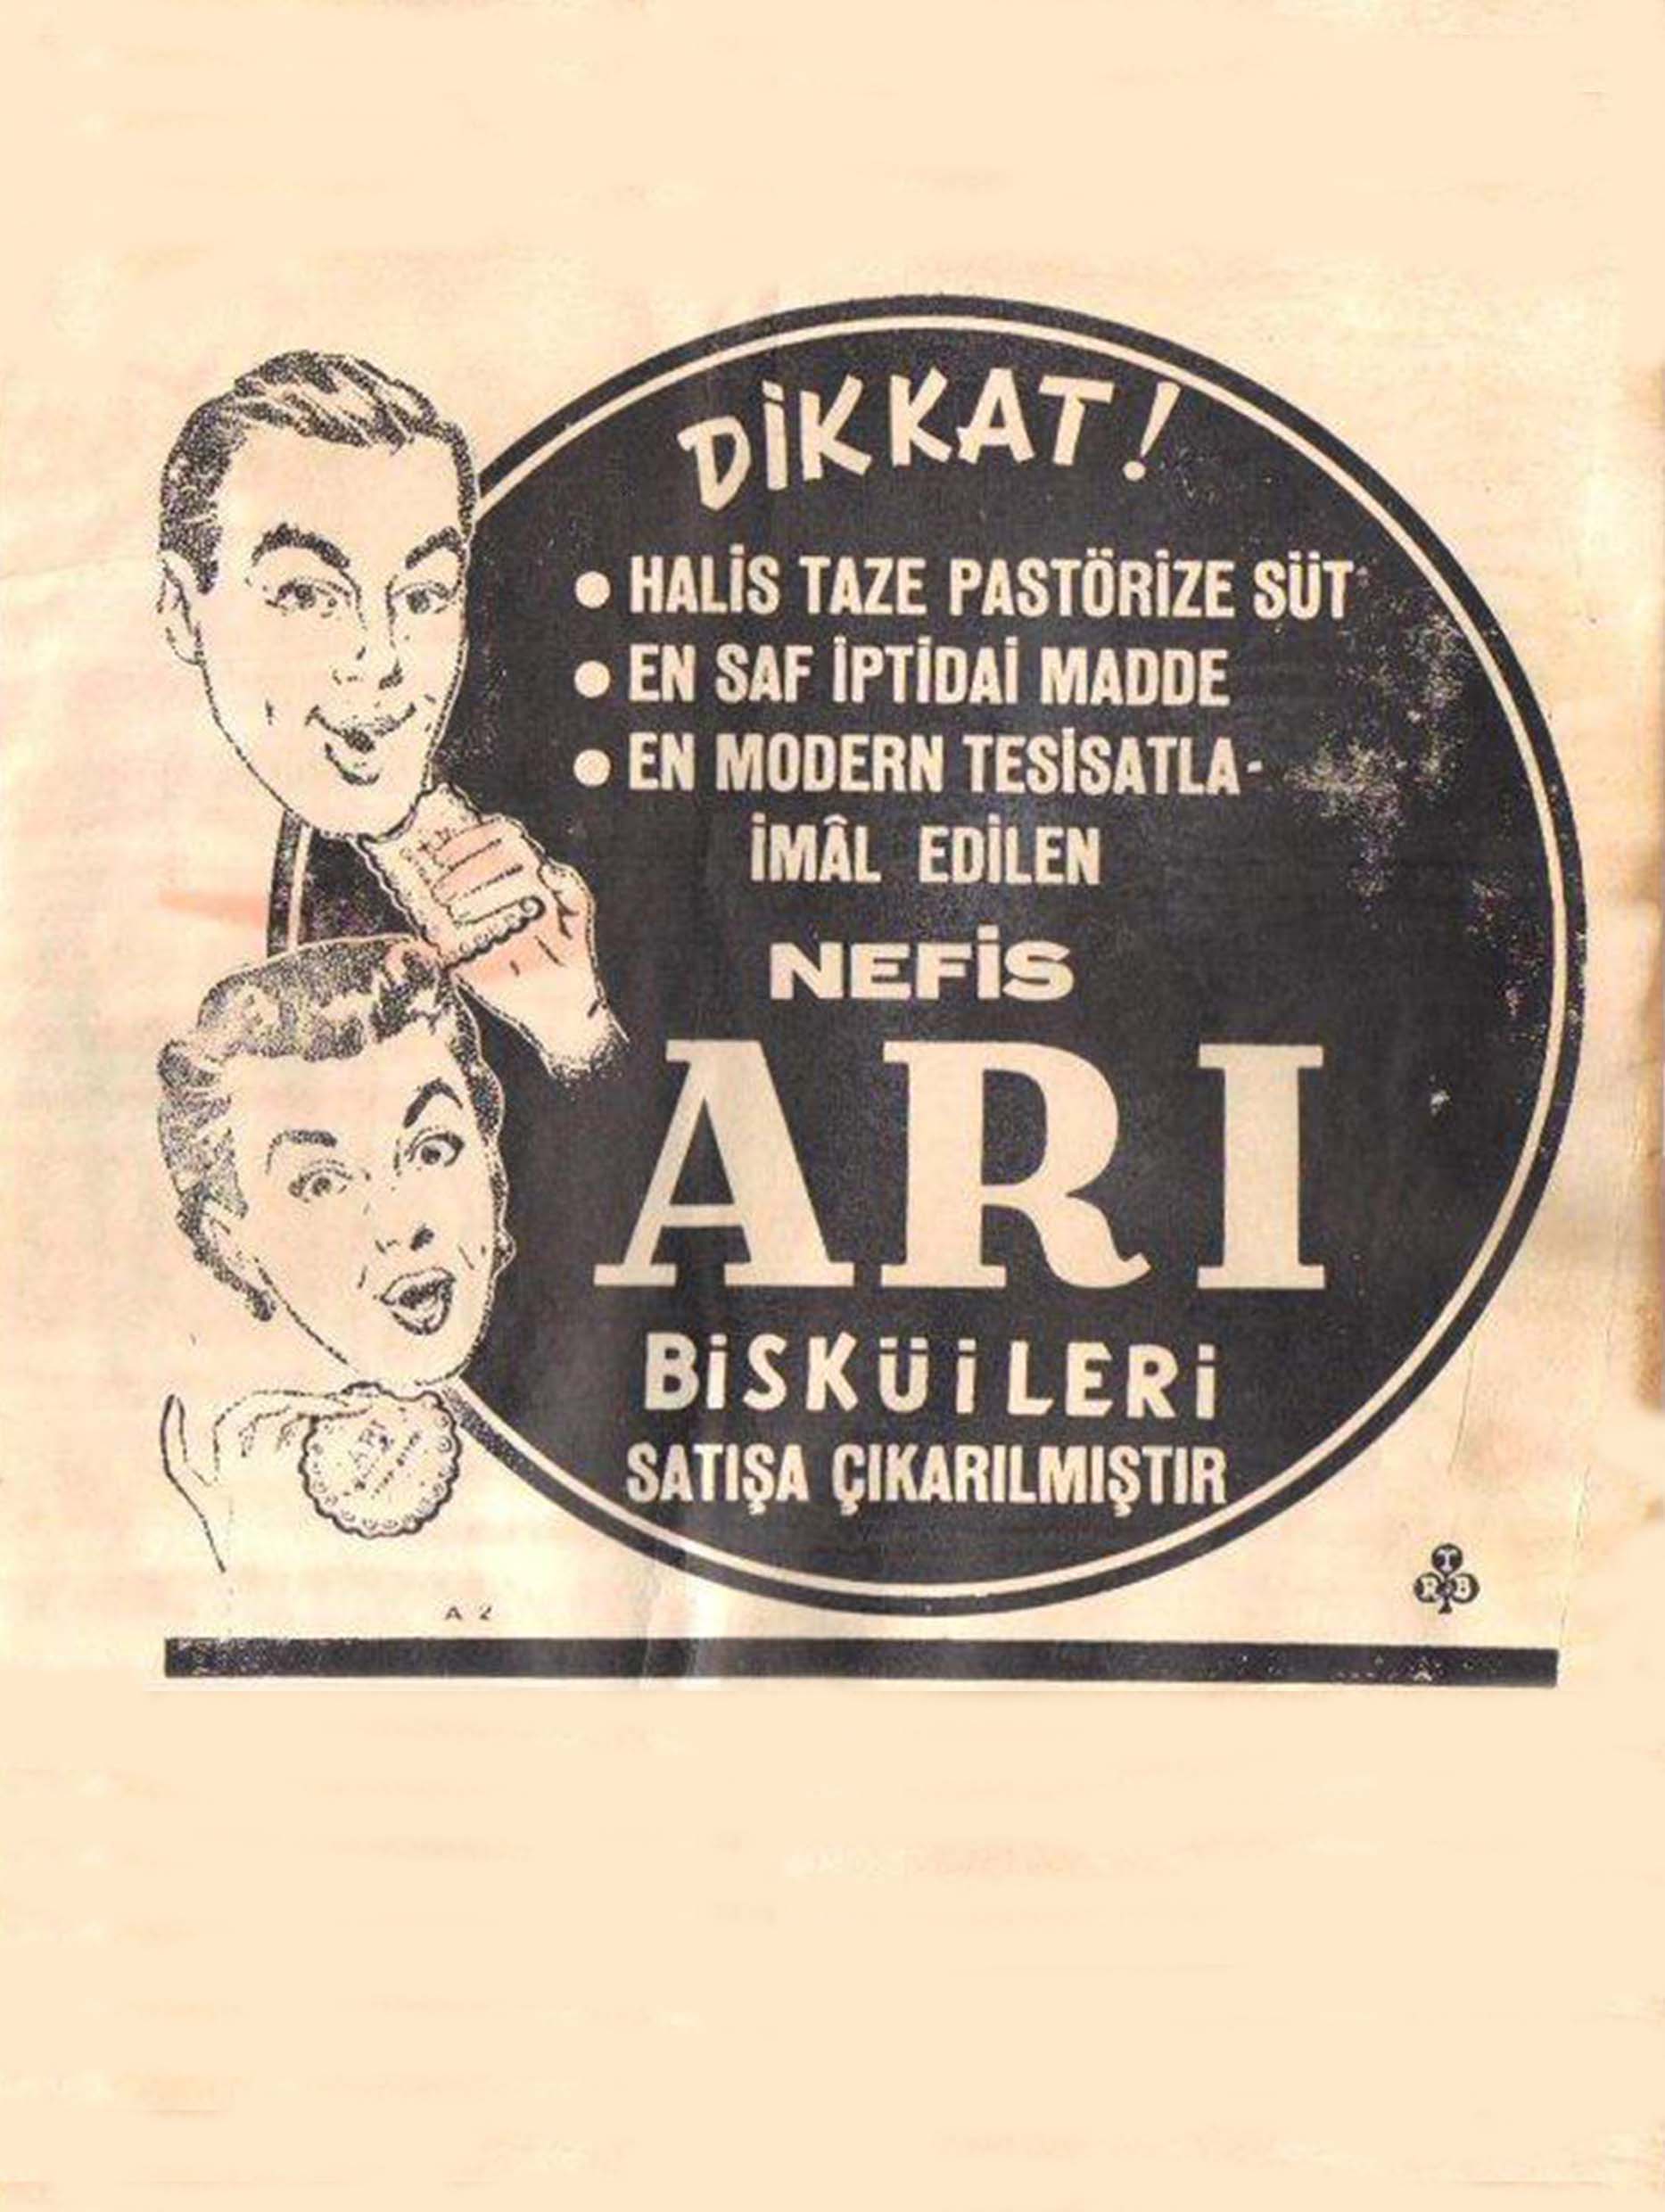 DİKKAT!
• HALİS TAZE PASTÖRİZE SÜT
• EN SAF İPTİDAİ MADDE
• EN MODERN TESİSATLA-
İMÂL EDİLEN
NEFİS
ARI
BİSKÜİLERİ
SATIŞA ÇIKARILMIŞTIR
A 2
T
R B